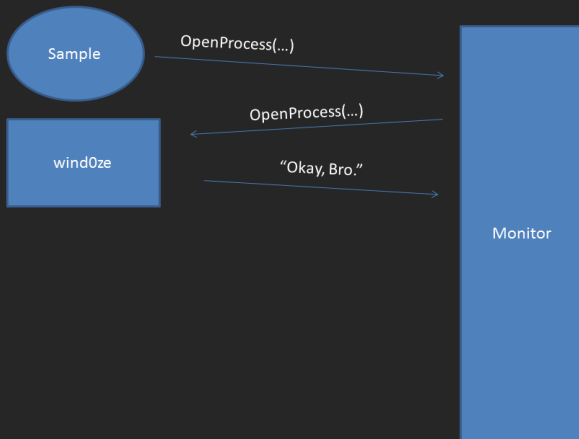 OpenProcess(...)
Sample
OpenProcess(...)
wind0ze
“Okay, Bro.”
Monitor